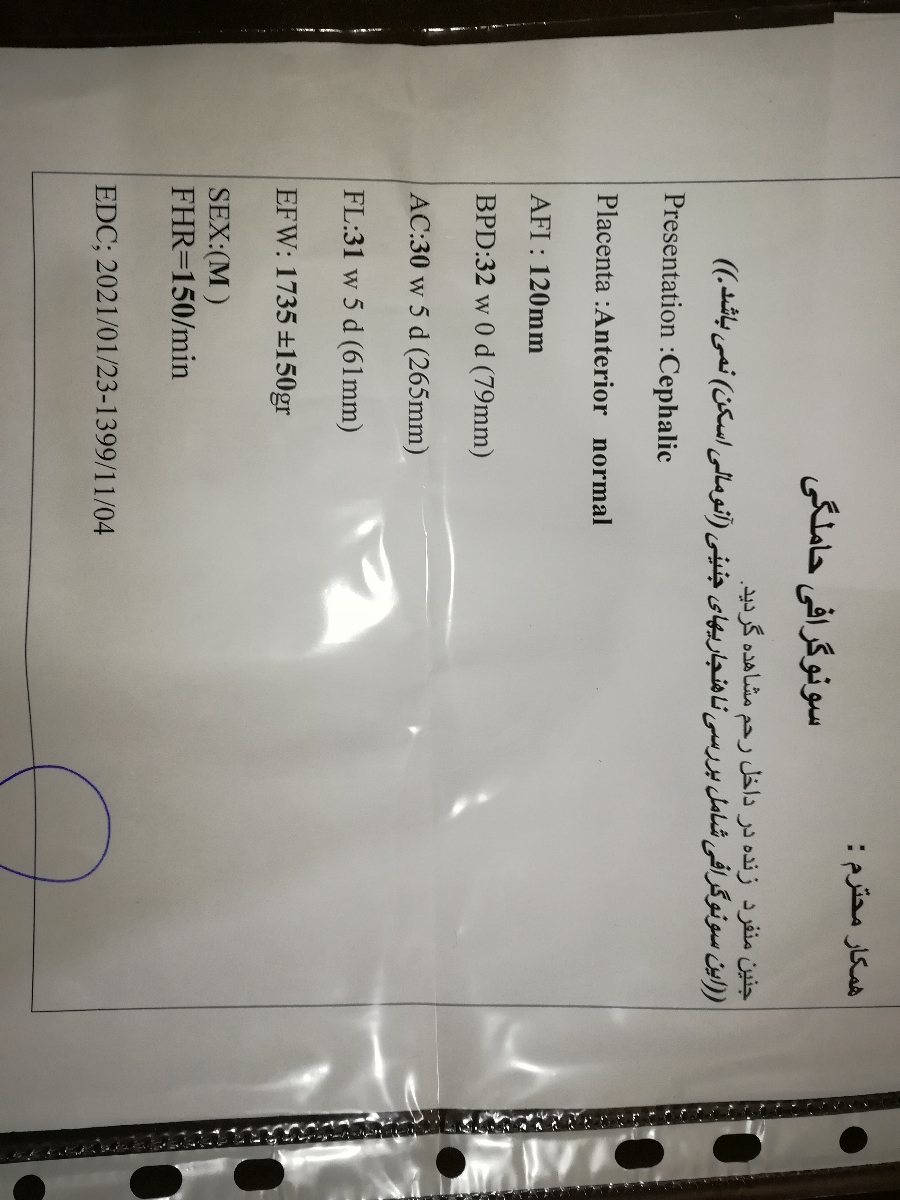 همکار محترم :
سونوگرافی حاملگی
جنین منفرد زنده در داخل رحم مشاهده گردید.
((این سونوگرافی شامل بررسی ناهنجاریهای جنینی (آنومالی اسکن) نمی باشد.))
Presentation :Cephalic
Placenta :Anterior normal
AFI : 120mm
BPD:32 w 0 d (79mm)
AC:30 w 5 d (265mm)
FL:31 w 5 d (61mm)
EFW: 1735 ±150gr
SEX:(M )
FHR=150/min
EDC; 2021/01/23-1399/11/04